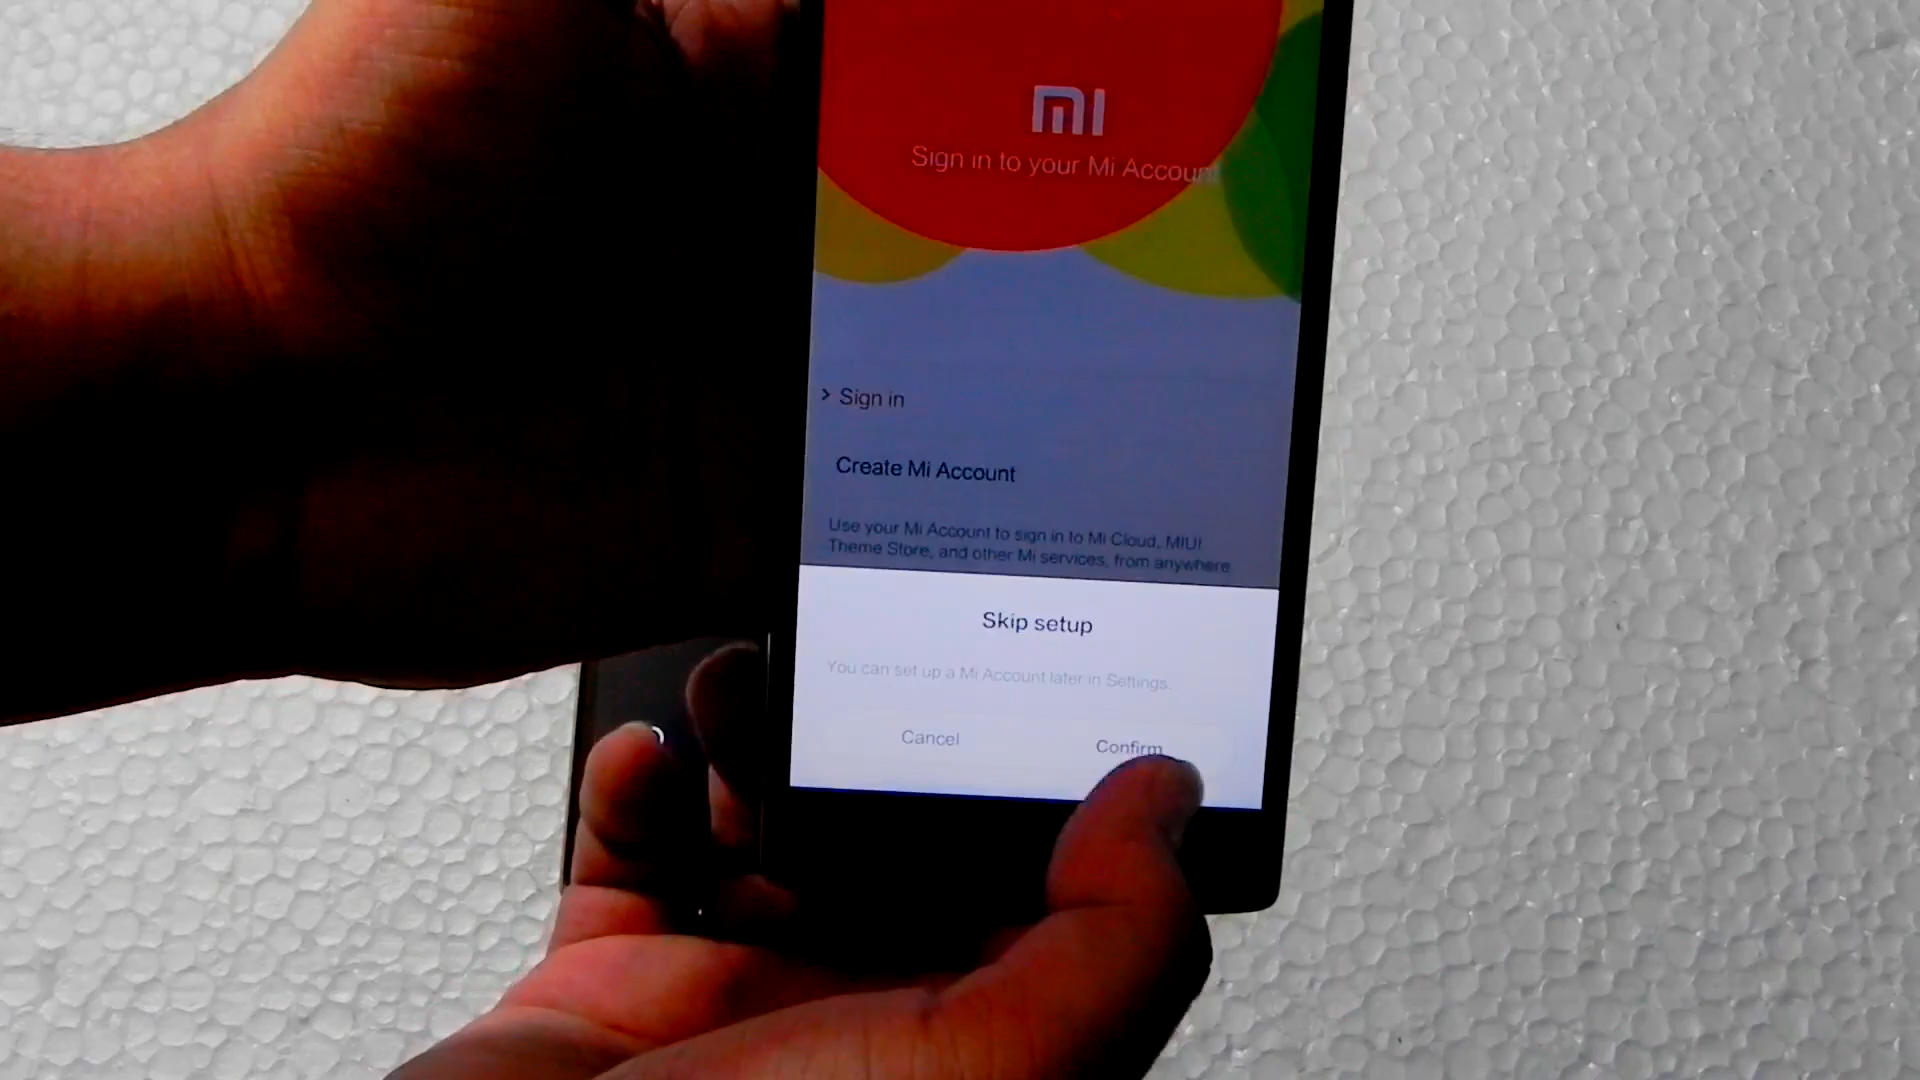 MI
Sign in to your Mi Account
> Sign in
Create Mi Account
Use your Mi Account to sign in to Mi Cloud, MIUI
Theme Store, and other Mi services, from anywhere
Skip setup
You can set up a Mi Account later in Settings.
Cancel
Confirm